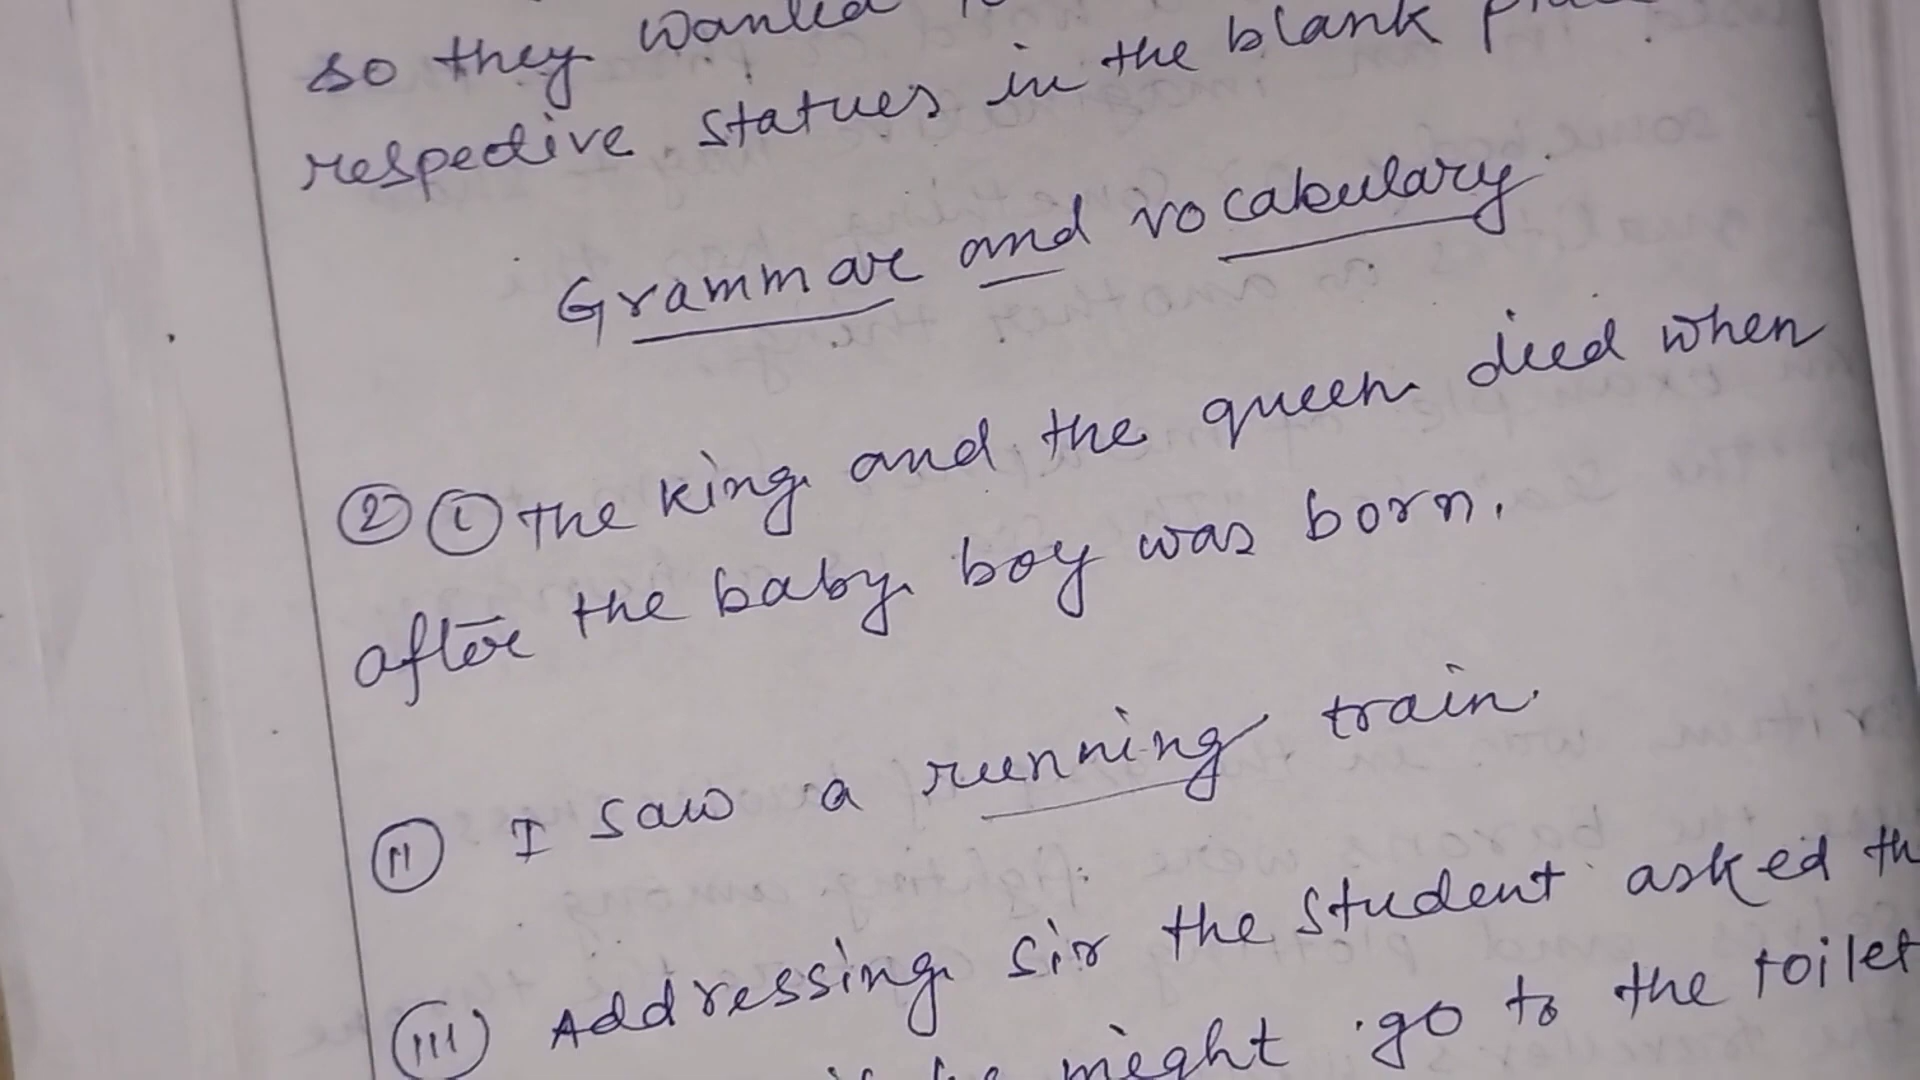 so they wanted
respective statues in the blank
Grammar and vocabulary
② ⓘ The king and the queen died when
after the baby boy was born.
(ii) I saw a running train.
(iii) Addressing sir the student asked
might go to the toilet